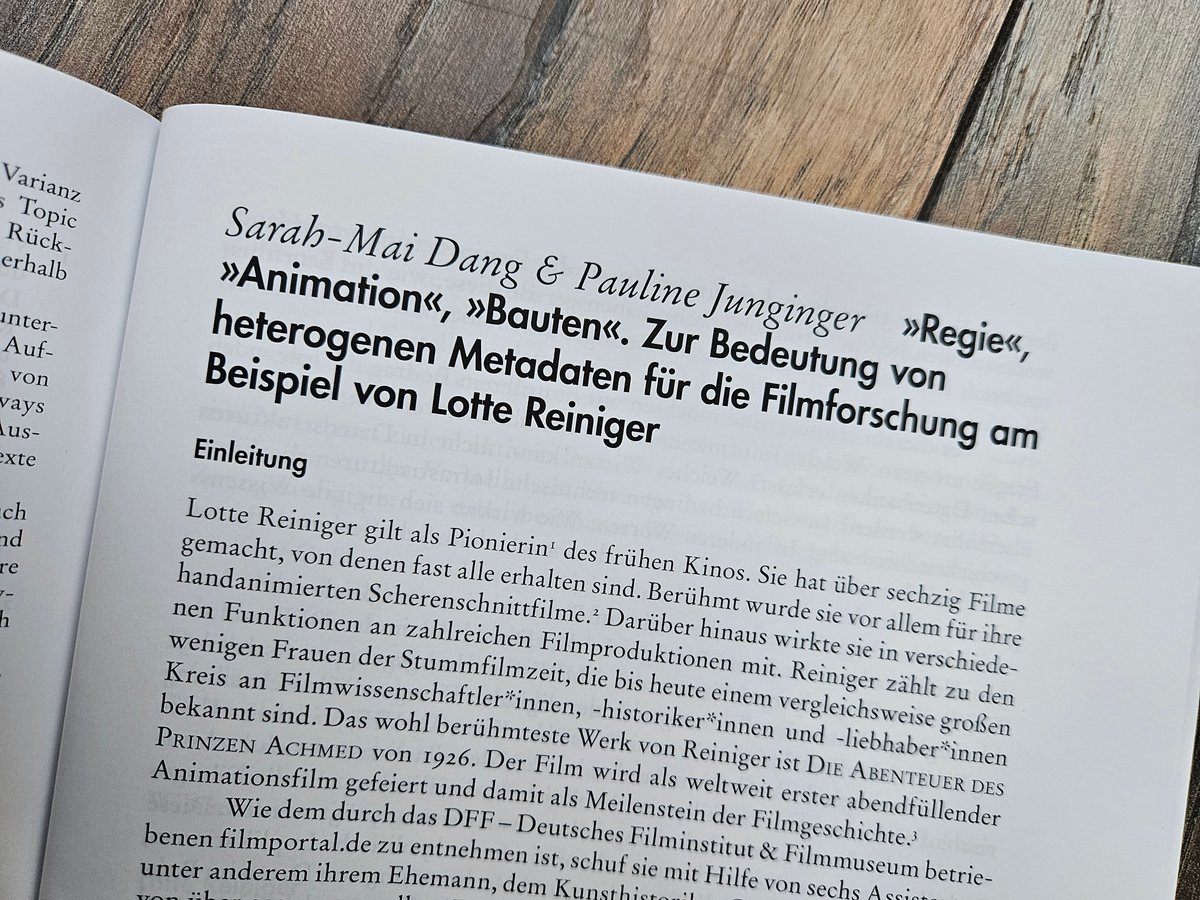 Varianz
Topic
Rück-
erhalb
unter-
Auf-
von
ways
Aus-
exte
Sarah-Mai Dang & Pauline Junginger »Regie«,
»Animation«, »Bauten«. Zur Bedeutung von
heterogenen Metadaten für die Filmforschung am
Beispiel von Lotte Reiniger
Einleitung
Lotte Reiniger gilt als Pionierin¹ des frühen Kinos. Sie hat über sechzig Filme
gemacht, von denen fast alle erhalten sind. Berühmt wurde sie vor allem für ihre
handanimierten Scherenschnittfilme.² Darüber hinaus wirkte sie in verschiede-
nen Funktionen an zahlreichen Filmproduktionen mit. Reiniger zählt zu den
wenigen Frauen der Stummfilmzeit, die bis heute einem vergleichsweise großen
Kreis an Filmwissenschaftler*innen, -historiker*innen und -liebhaber*innen
bekannt sind. Das wohl berühmteste Werk von Reiniger ist DIE ABENTEUER DES
PRINZEN ACHMED von 1926. Der Film wird als weltweit erster abendfüllender
Animationsfilm gefeiert und damit als Meilenstein der Filmgeschichte.³
Wie dem durch das DFF – Deutsches Filminstitut & Filmmuseum betrie-
benen filmportal.de zu entnehmen ist, schuf sie mit Hilfe von sechs
unter anderem ihrem Ehemann, dem